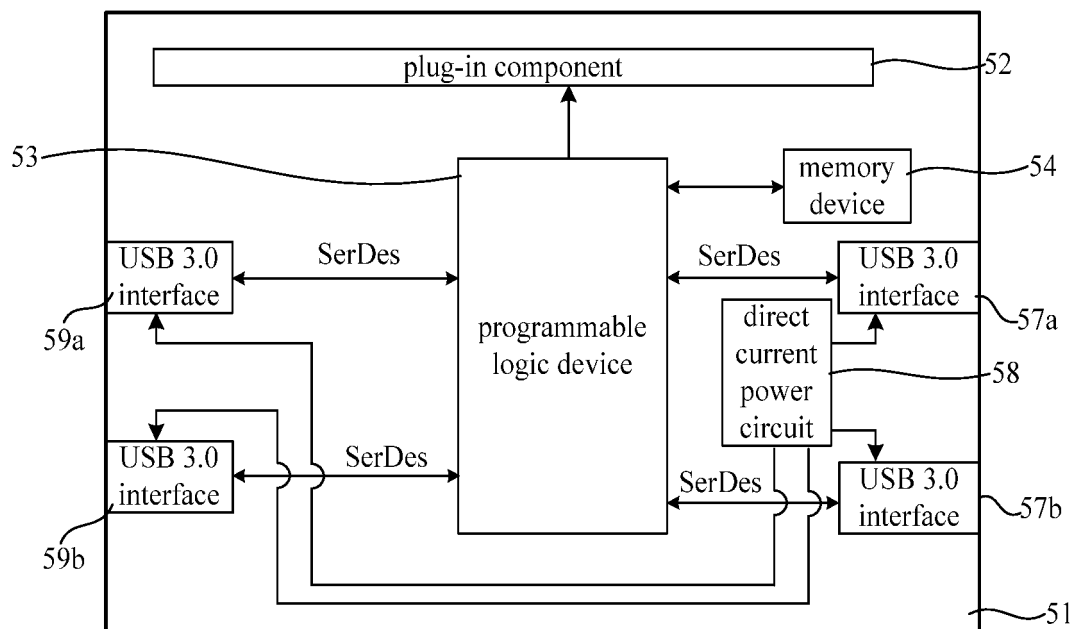 plug-in component
52
53
memory
device
54
USB 3.0
interface
59a
SerDes
SerDes
USB 3.0
interface
57a
programmable
logic device
direct
current
power
circuit
58
USB 3.0
interface
59b
SerDes
SerDes
USB 3.0
interface
57b
51